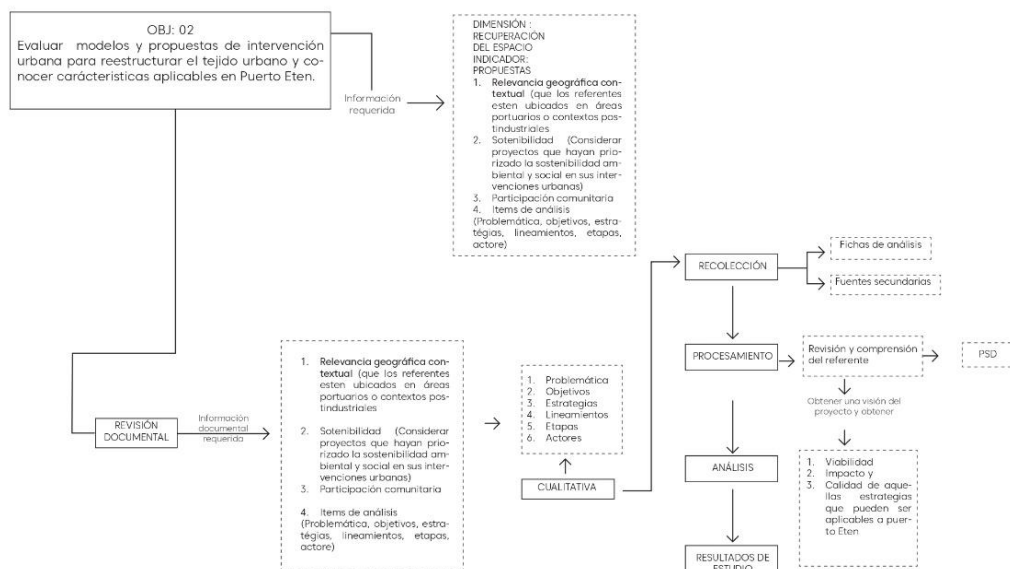 OBJ: 02
Evaluar modelos y propuestas de intervención
urbana para reestructurar el tejido urbano y co-
nocer carácteristicas aplicables en Puerto Eten.
Información
requerida
DIMENSIÓN :
RECUPERACIÓN
DEL ESPACIO
INDICADOR:
PROPUESTAS
1. Relevancia geográfica con-
textual (que los referentes
esten ubicados en áreas
portuarios o contextos pos-
tindustriales
2. Sotenibilidad (Considerar
proyectos que hayan prio-
rizado la sostenibilidad am-
biental y social en sus inter-
venciones urbanas)
3. Participación comunitaria
4. Items de análisis
(Problemática, objetivos, estra-
tégias, lineamientos, etapas,
actore)
REVISIÓN
DOCUMENTAL
Información
documental
requerida
1. Relevancia geográfica con-
textual (que los referentes
esten ubicados en áreas
portuarios o contextos pos-
tindustriales
2. Sotenibilidad (Considerar
proyectos que hayan prio-
rizado la sostenibilidad am-
biental y social en sus inter-
venciones urbanas)
3. Participación comunitaria
4. Items de análisis
(Problemática, objetivos, estra-
tégias, lineamientos, etapas,
actore)
1. Problemática
2. Objetivos
3. Estrategias
4. Lineamientos
5. Etapas
6. Actores
CUALITATIVA
RECOLECCIÓN
Fichas de análisis
Fuentes secundarias
PROCESAMIENTO
Revisión y comprensión
del referente
PSD
Obtener una visión del
proyecto y obtener
ANÁLISIS
1. Viabilidad
2. Impacto y
3. Calidad de aque-
llas estrategias
que pueden ser
aplicables a puer-
to Eten
RESULTADOS DE
ESTUDIO